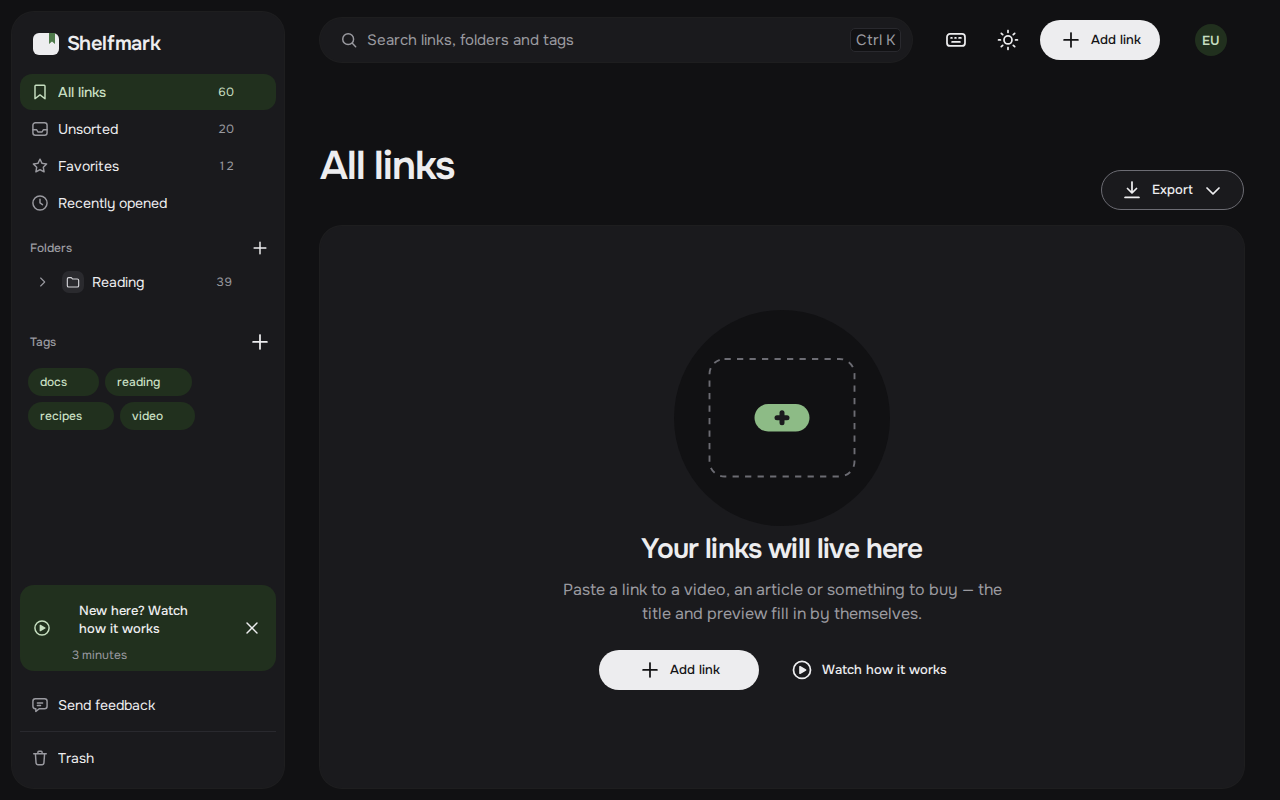 Shelfmark
Search links, folders and tags
Ctrl K
Add link
EU
All links 60
Unsorted 20
Favorites 12
Recently opened
Folders
Reading 39
Tags
docs reading
recipes video
New here? Watch
how it works
3 minutes
Send feedback
Trash
All links
Export
Your links will live here
Paste a link to a video, an article or something to buy — the
title and preview fill in by themselves.
Add link
Watch how it works